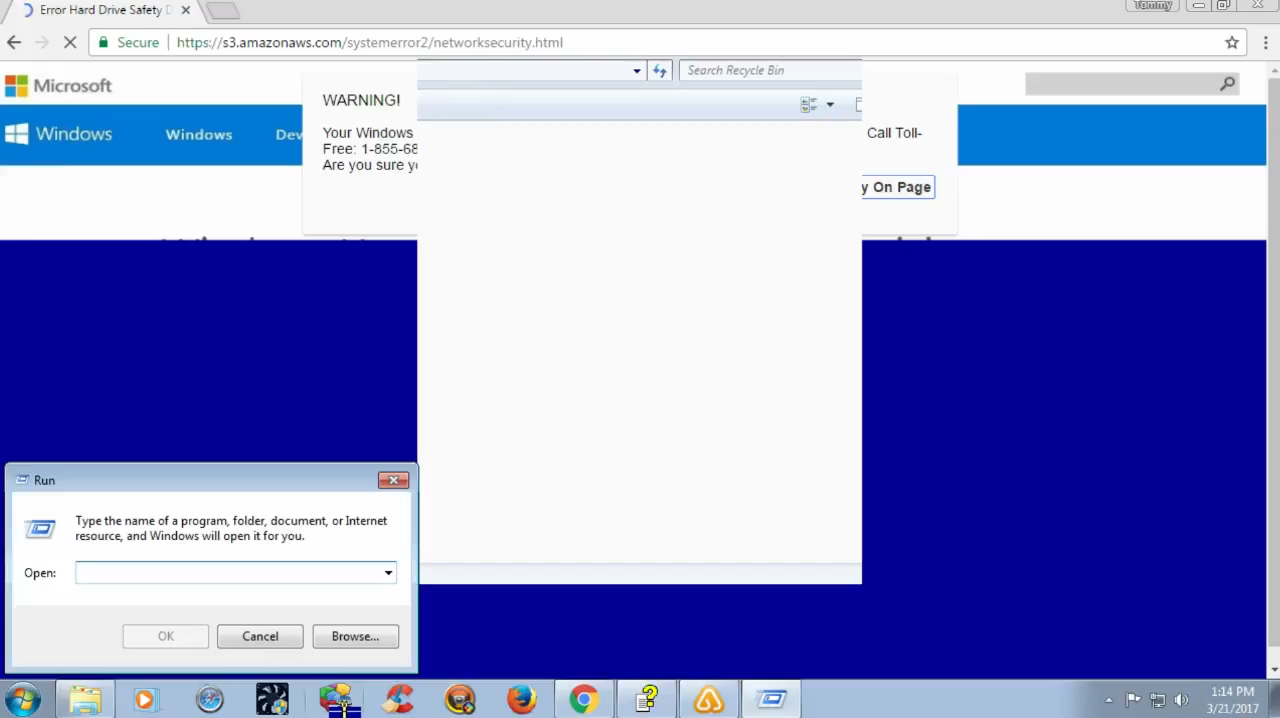 Error Hard Drive Safety D
Tommy
Secure
https://s3.amazonaws.com/systemerror2/networksecurity.html
Microsoft
Search Recycle Bin
WARNING!
Windows
Windows
Dev
Your Windows
Call Toll-
Free: 1-855-68
Are you sure yo
y On Page
Run
Type the name of a program, folder, document, or Internet
resource, and Windows will open it for you.
Open:
OK
Cancel
Browse...
1:14 PM
3/21/2017